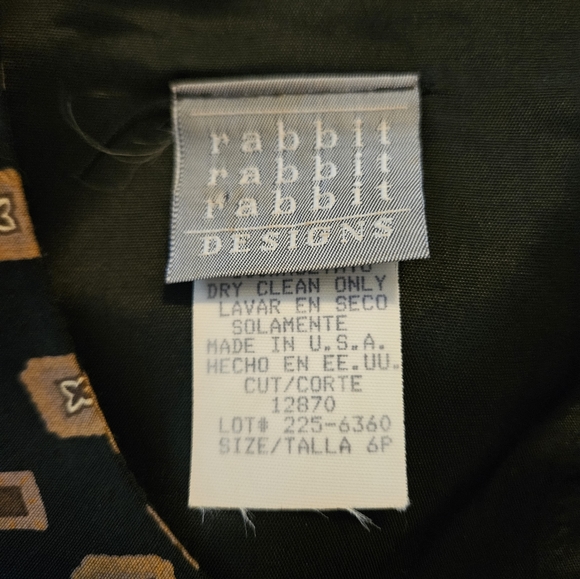 rabbit
rabbit
rabbit
DESIGNS
DRY CLEAN ONLY
LAVAR EN SECO
SOLAMENTE
MADE IN U.S.A.
HECHO EN EE.UU.
CUT/CORTE
12870
LOT# 225-6360
SIZE/TALLA 6P